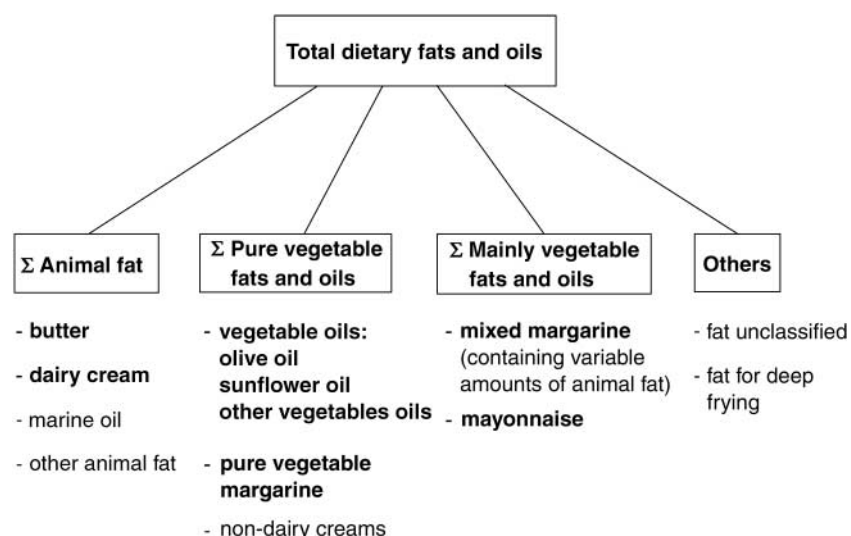 Total dietary fats and oils
Σ Animal fat
- butter
- dairy cream
- marine oil
- other animal fat
Σ Pure vegetable
fats and oils
- vegetable oils:
olive oil
sunflower oil
other vegetables oils
- pure vegetable
margarine
- non-dairy creams
Σ Mainly vegetable
fats and oils
- mixed margarine
(containing variable
amounts of animal fat)
- mayonnaise
Others
- fat unclassified
- fat for deep
frying